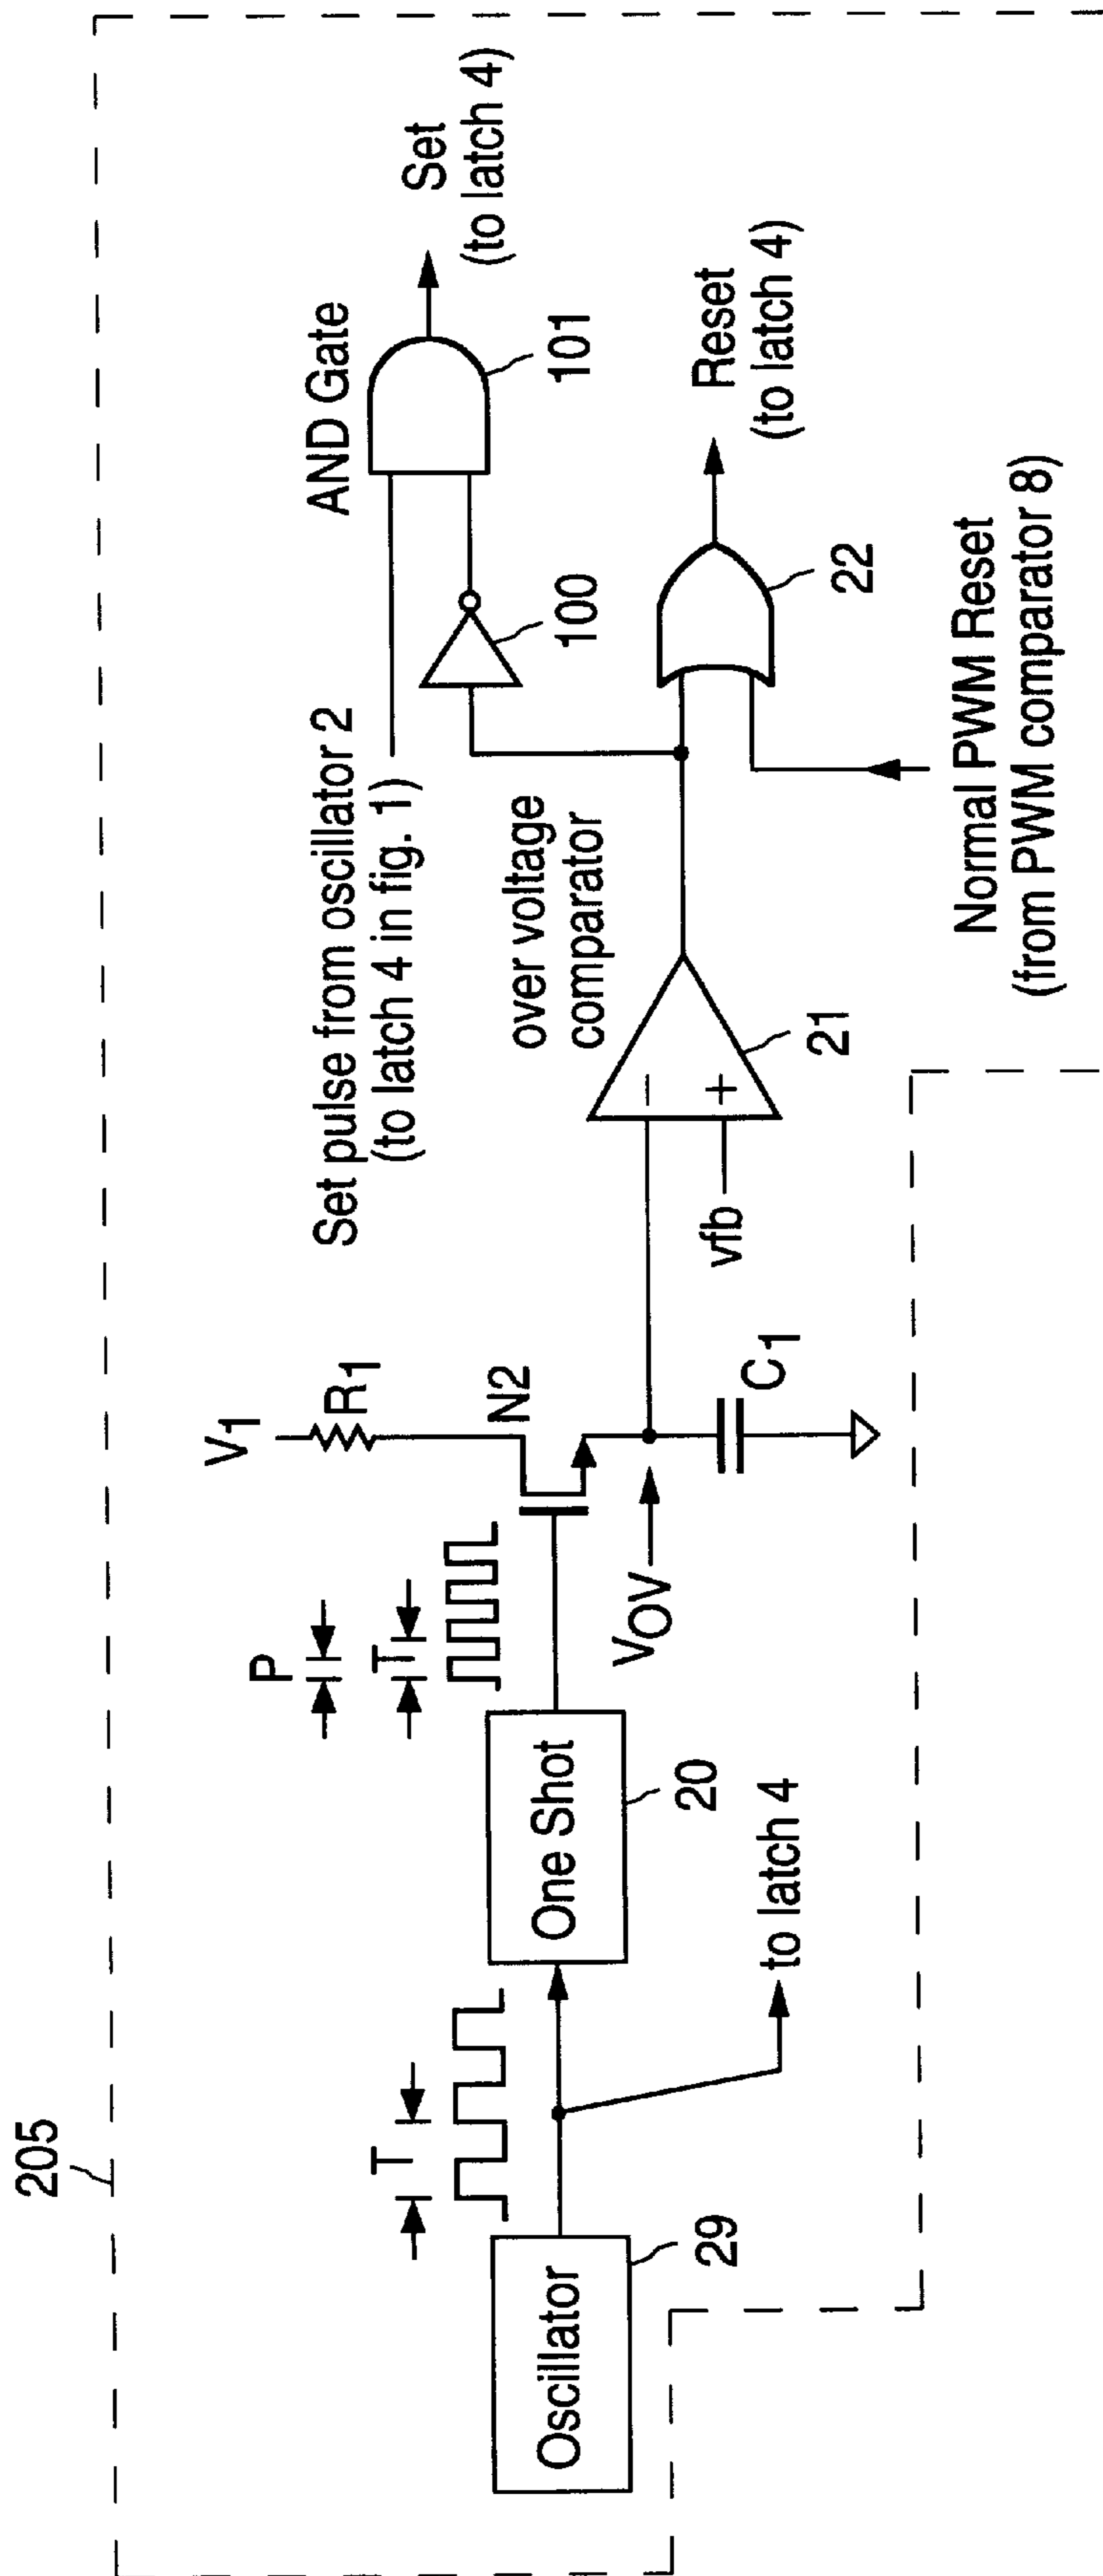 205
Oscillator
29
T
to latch 4
One Shot
20
P
T
V1
R1
N2
VOV
C1
vfb
over voltage
comparator
21
Set pulse from oscillator 2
(to latch 4 in fig. 1)
100
AND Gate
101
Set
(to latch 4)
22
Reset
(to latch 4)
Normal PWM Reset
(from PWM comparator 8)